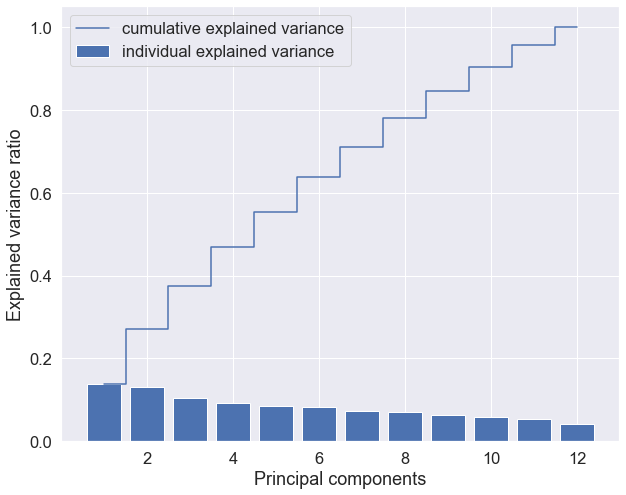 cumulative explained variance
individual explained variance
Explained variance ratio
1.0
0.8
0.6
0.4
0.2
0.0
2 4 6 8 10 12
Principal components